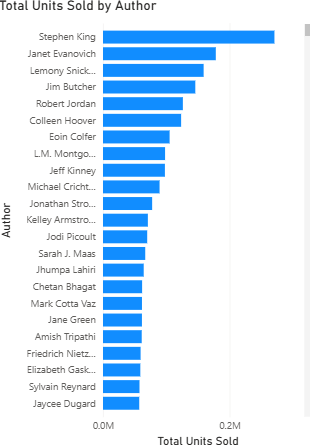 Total Units Sold by Author
Stephen King
Janet Evanovich
Lemony Snick...
Jim Butcher
Robert Jordan
Colleen Hoover
Eoin Colfer
L.M. Montgo...
Jeff Kinney
Michael Cricht...
Jonathan Stro...
Kelley Armstro...
Jodi Picoult
Sarah J. Maas
Jhumpa Lahiri
Chetan Bhagat
Mark Cotta Vaz
Jane Green
Amish Tripathi
Friedrich Nietz...
Elizabeth Gask...
Sylvain Reynard
Jaycee Dugard
Author
0.0M 0.2M
Total Units Sold